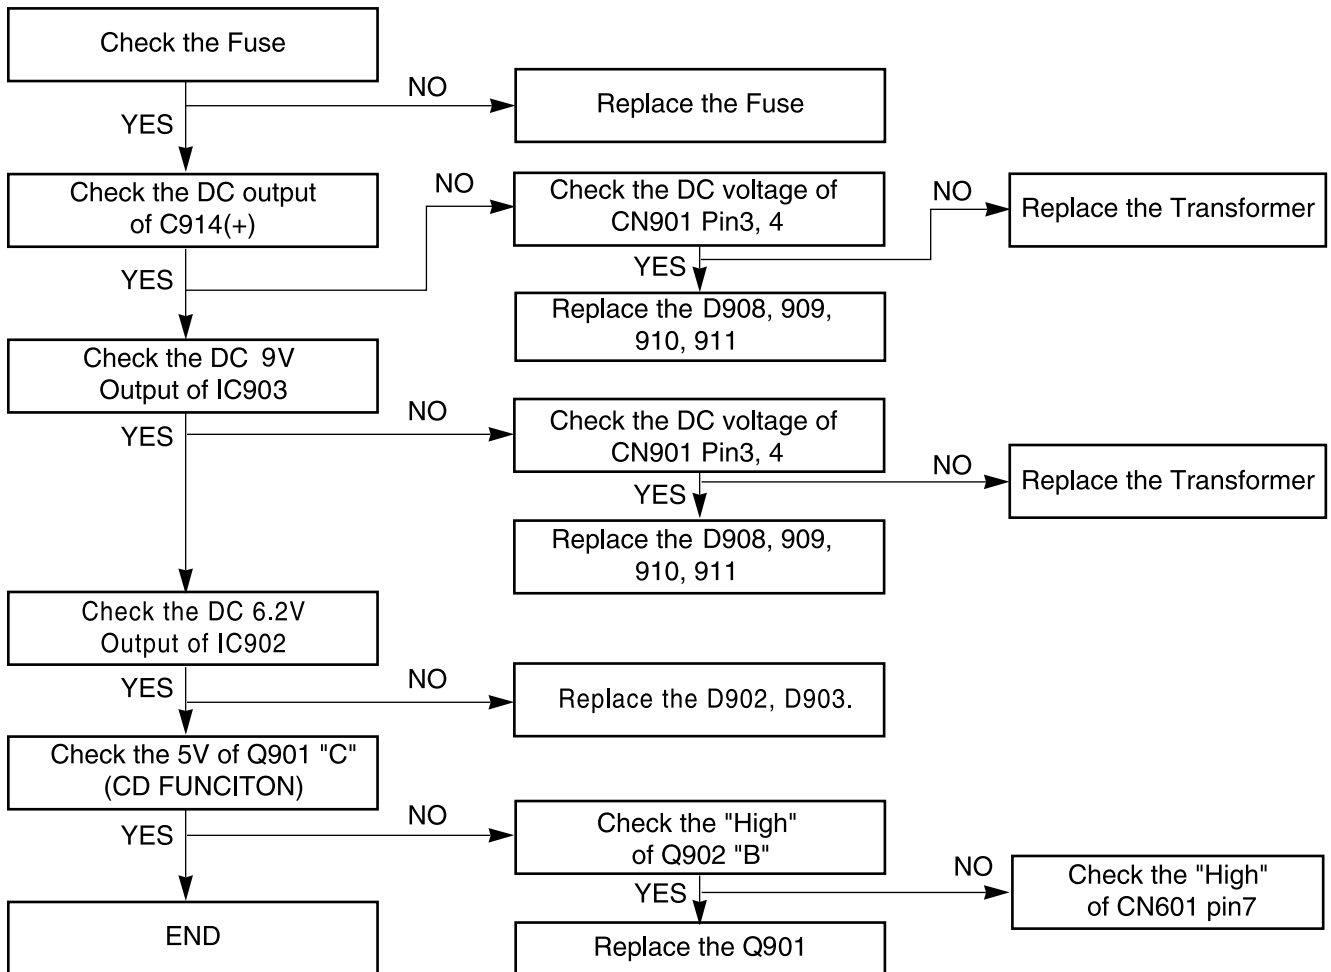 Check the Fuse
NO
Replace the Fuse
YES
Check the DC output
of C914(+)
NO
Check the DC voltage of
CN901 Pin3, 4
NO
Replace the Transformer
YES
YES
Replace the D908, 909,
910, 911
Check the DC 9V
Output of IC903
YES
NO
Check the DC voltage of
CN901 Pin3, 4
NO
Replace the Transformer
YES
Replace the D908, 909,
910, 911
Check the DC 6.2V
Output of IC902
YES
NO
Replace the D902, D903.
Check the 5V of Q901 "C"
(CD FUNCITON)
YES
NO
Check the "High"
of Q902 "B"
NO
Check the "High"
of CN601 pin7
YES
END
Replace the Q901